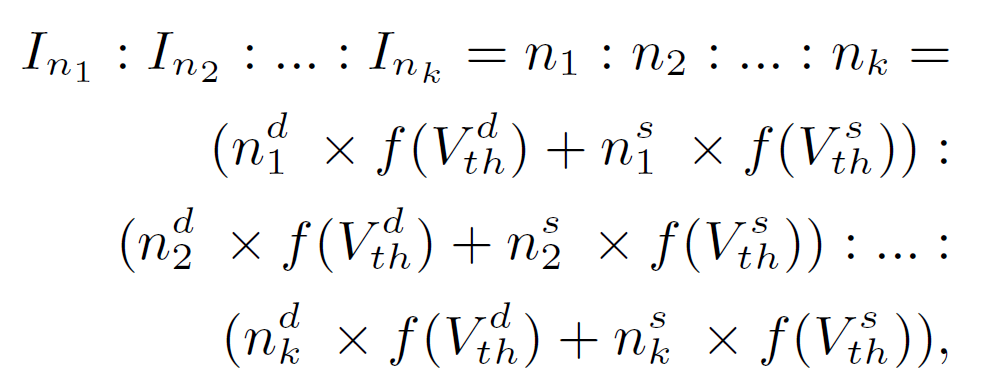 I_{n_1} : I_{n_2} : ... : I_{n_k} = n_1 : n_2 : ... : n_k =
(n_1^d × f(V_{th}^d) + n_1^s × f(V_{th}^s)) :
(n_2^d × f(V_{th}^d) + n_2^s × f(V_{th}^s)) : ... :
(n_k^d × f(V_{th}^d) + n_k^s × f(V_{th}^s)),